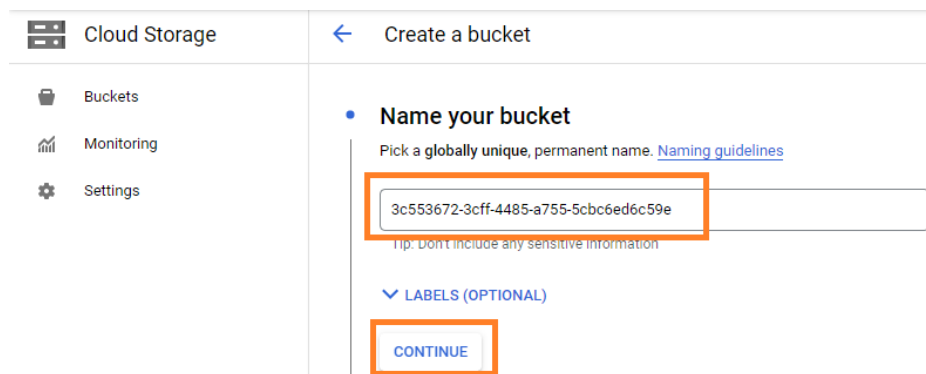 Cloud Storage
Create a bucket
Buckets
Monitoring
Settings
Name your bucket
Pick a globally unique, permanent name. Naming guidelines
3c553672-3cff-4485-a755-5cbc6ed6c59e
Tip: Don't include any sensitive information
LABELS (OPTIONAL)
CONTINUE